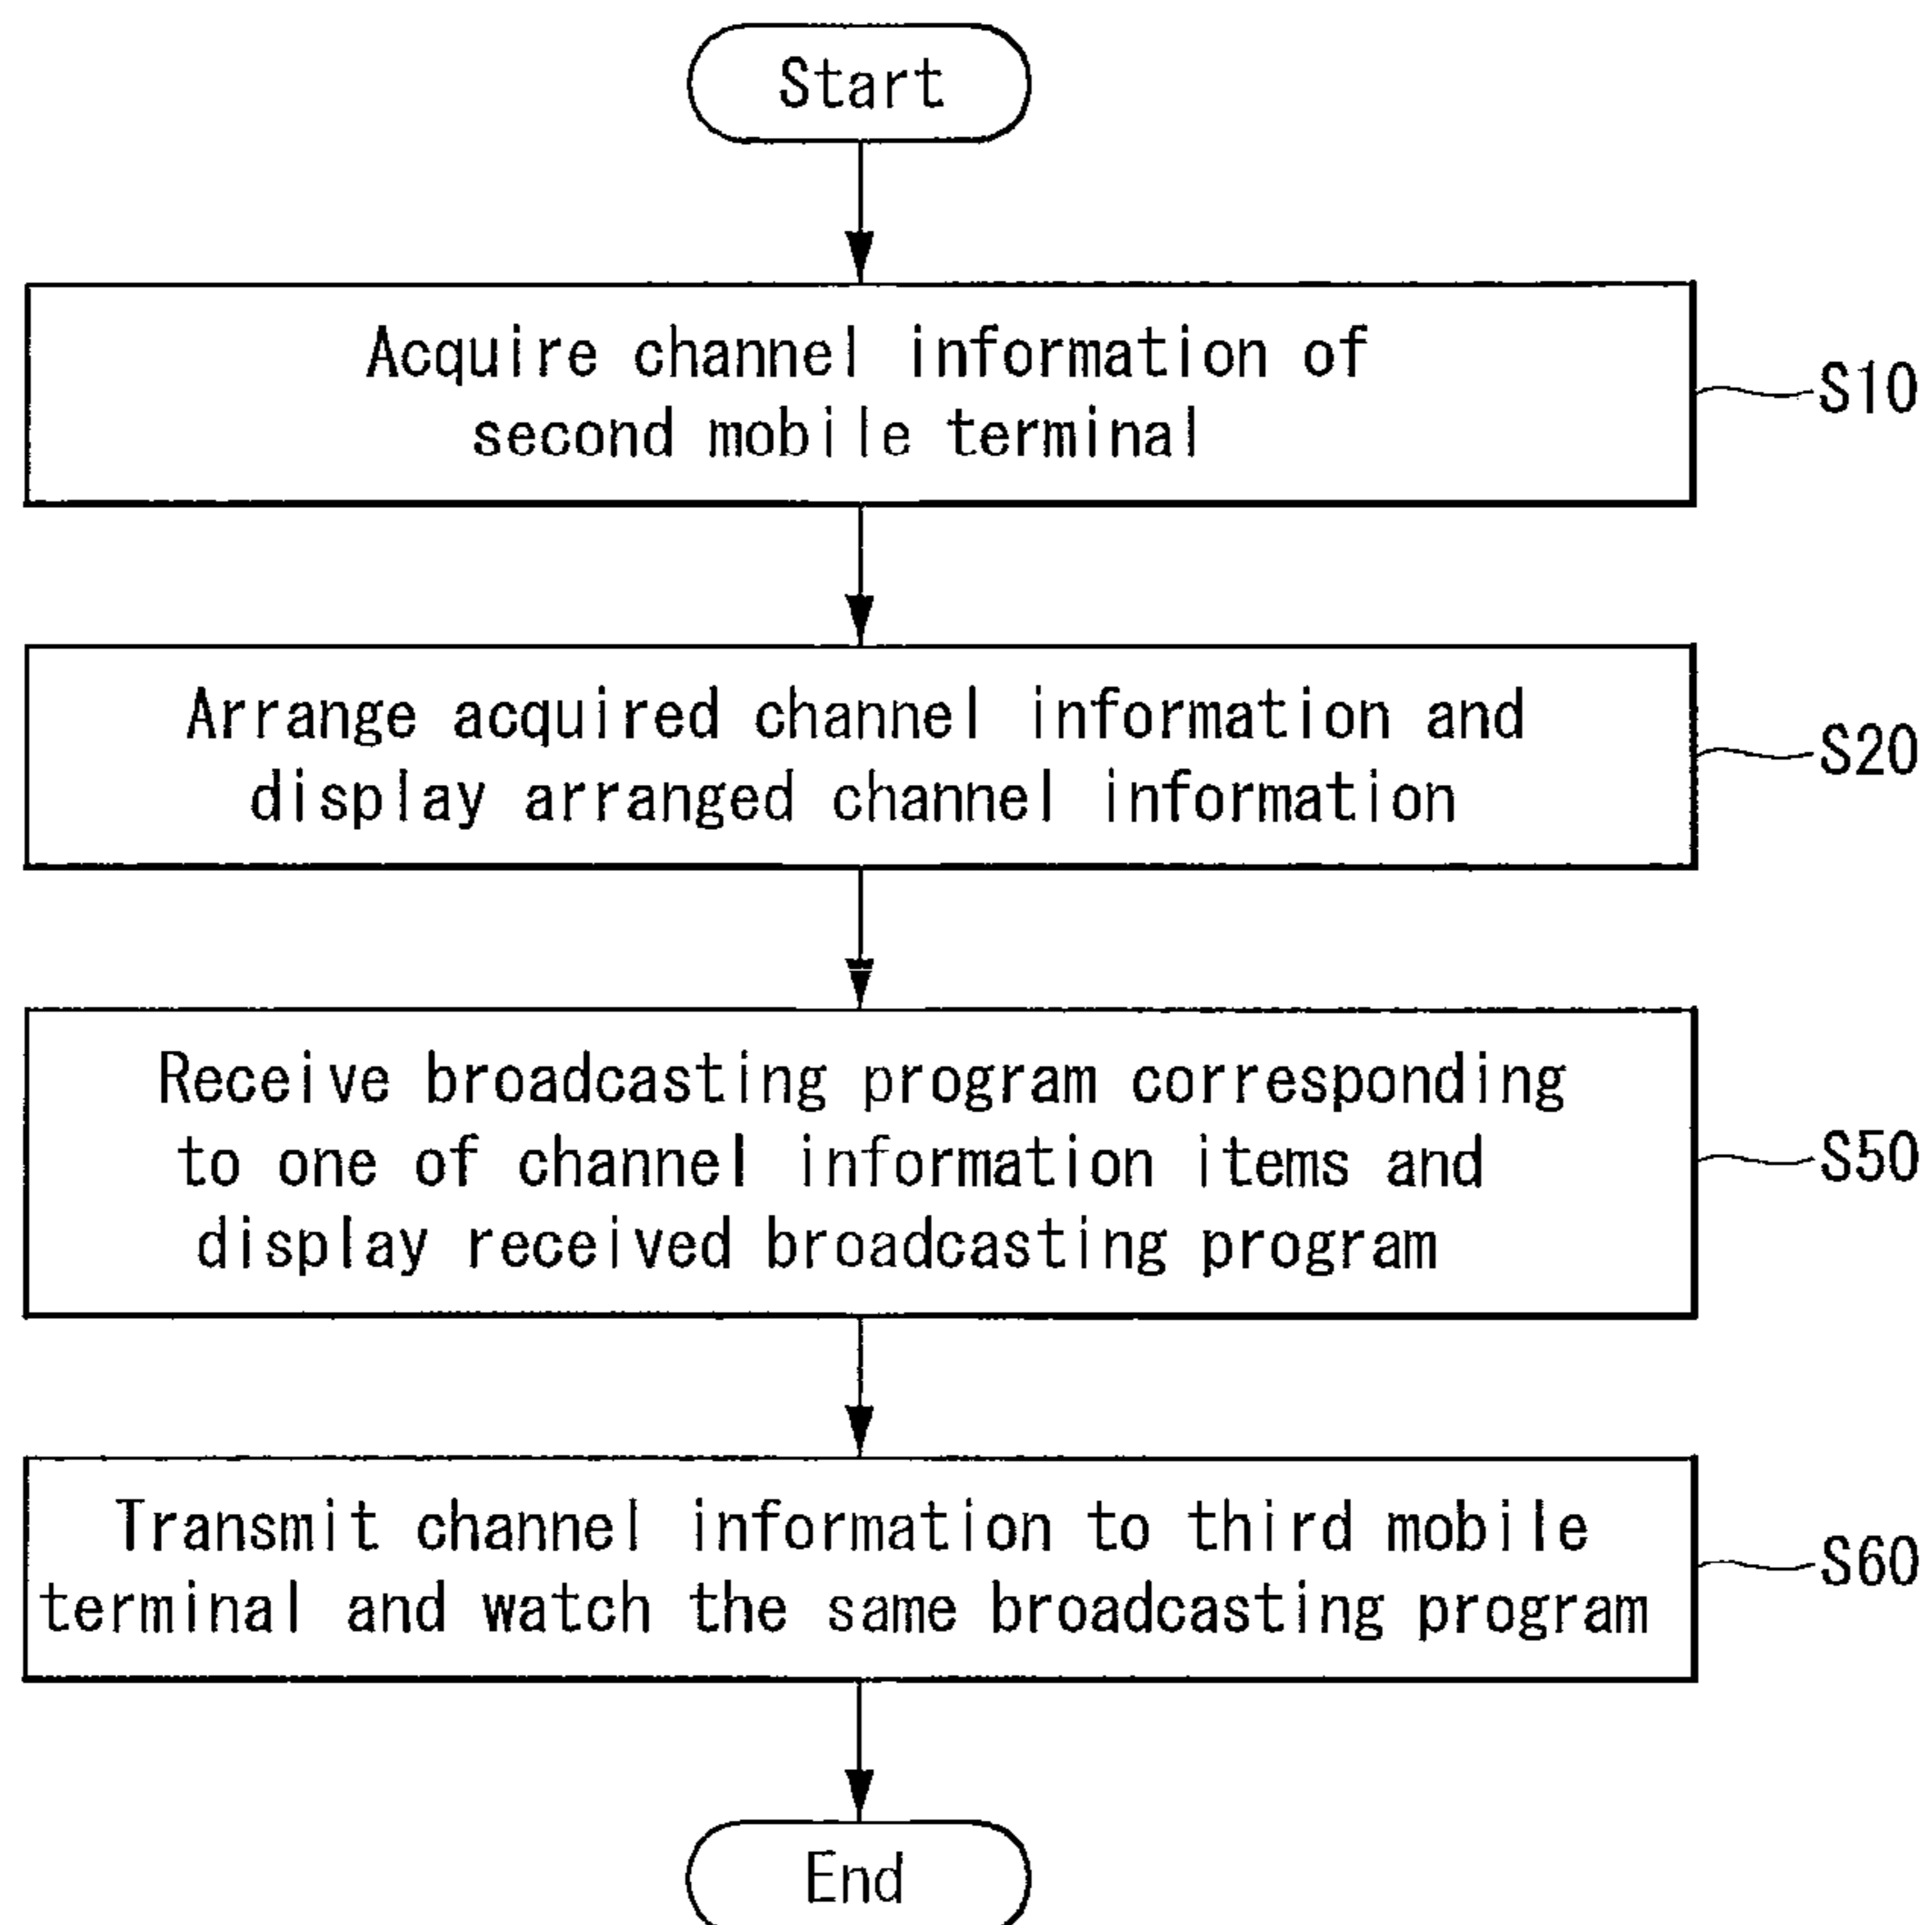 Start
Acquire channel information of
second mobile terminal
S10
Arrange acquired channel information and
display arranged channel information
S20
Receive broadcasting program corresponding
to one of channel information items and
display received broadcasting program
S50
Transmit channel information to third mobile
terminal and watch the same broadcasting program
S60
End